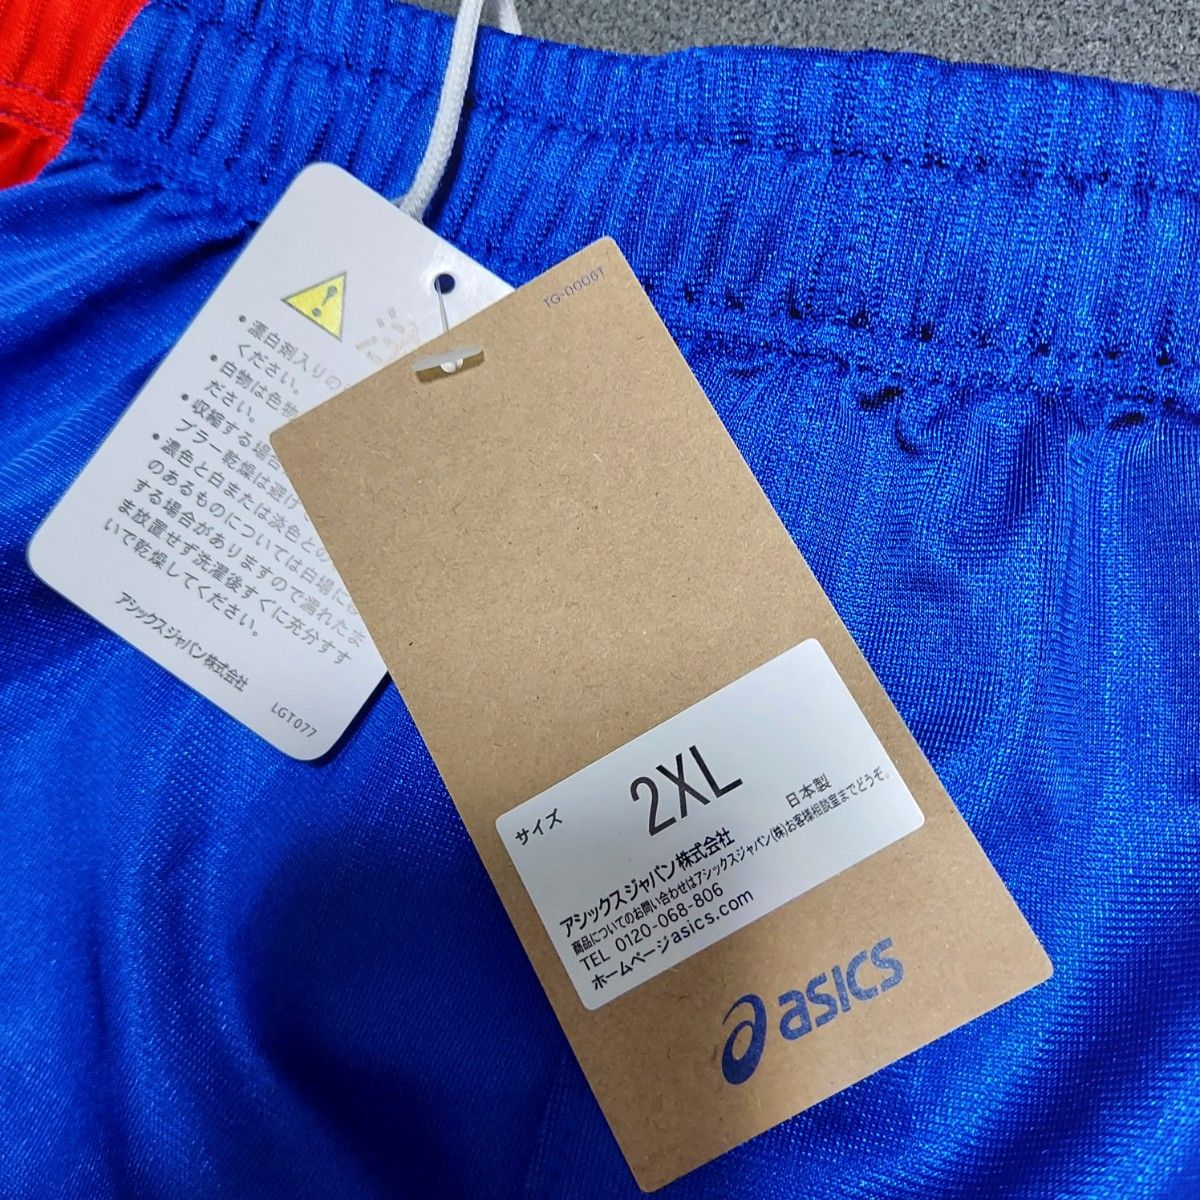 ・漂白剤入りの
ください。
・白物は色物
ださい。
・収縮する場合
ブラー乾燥は避け
・濃色と白または淡色との
のあるものについては白場に
する場合がありますので濡れたま
ま放置せず洗濯後すぐに充分すす
いで乾燥してください。
アシックスジャパン株式会社
LGT077
TG-0006T
サイズ 2XL 日本製
アシックスジャパン株式会社
商品についてのお問い合わせはアシックスジャパン(株)お客様相談室までどうぞ。
TEL 0120-068-806
ホームページasics.com
asics